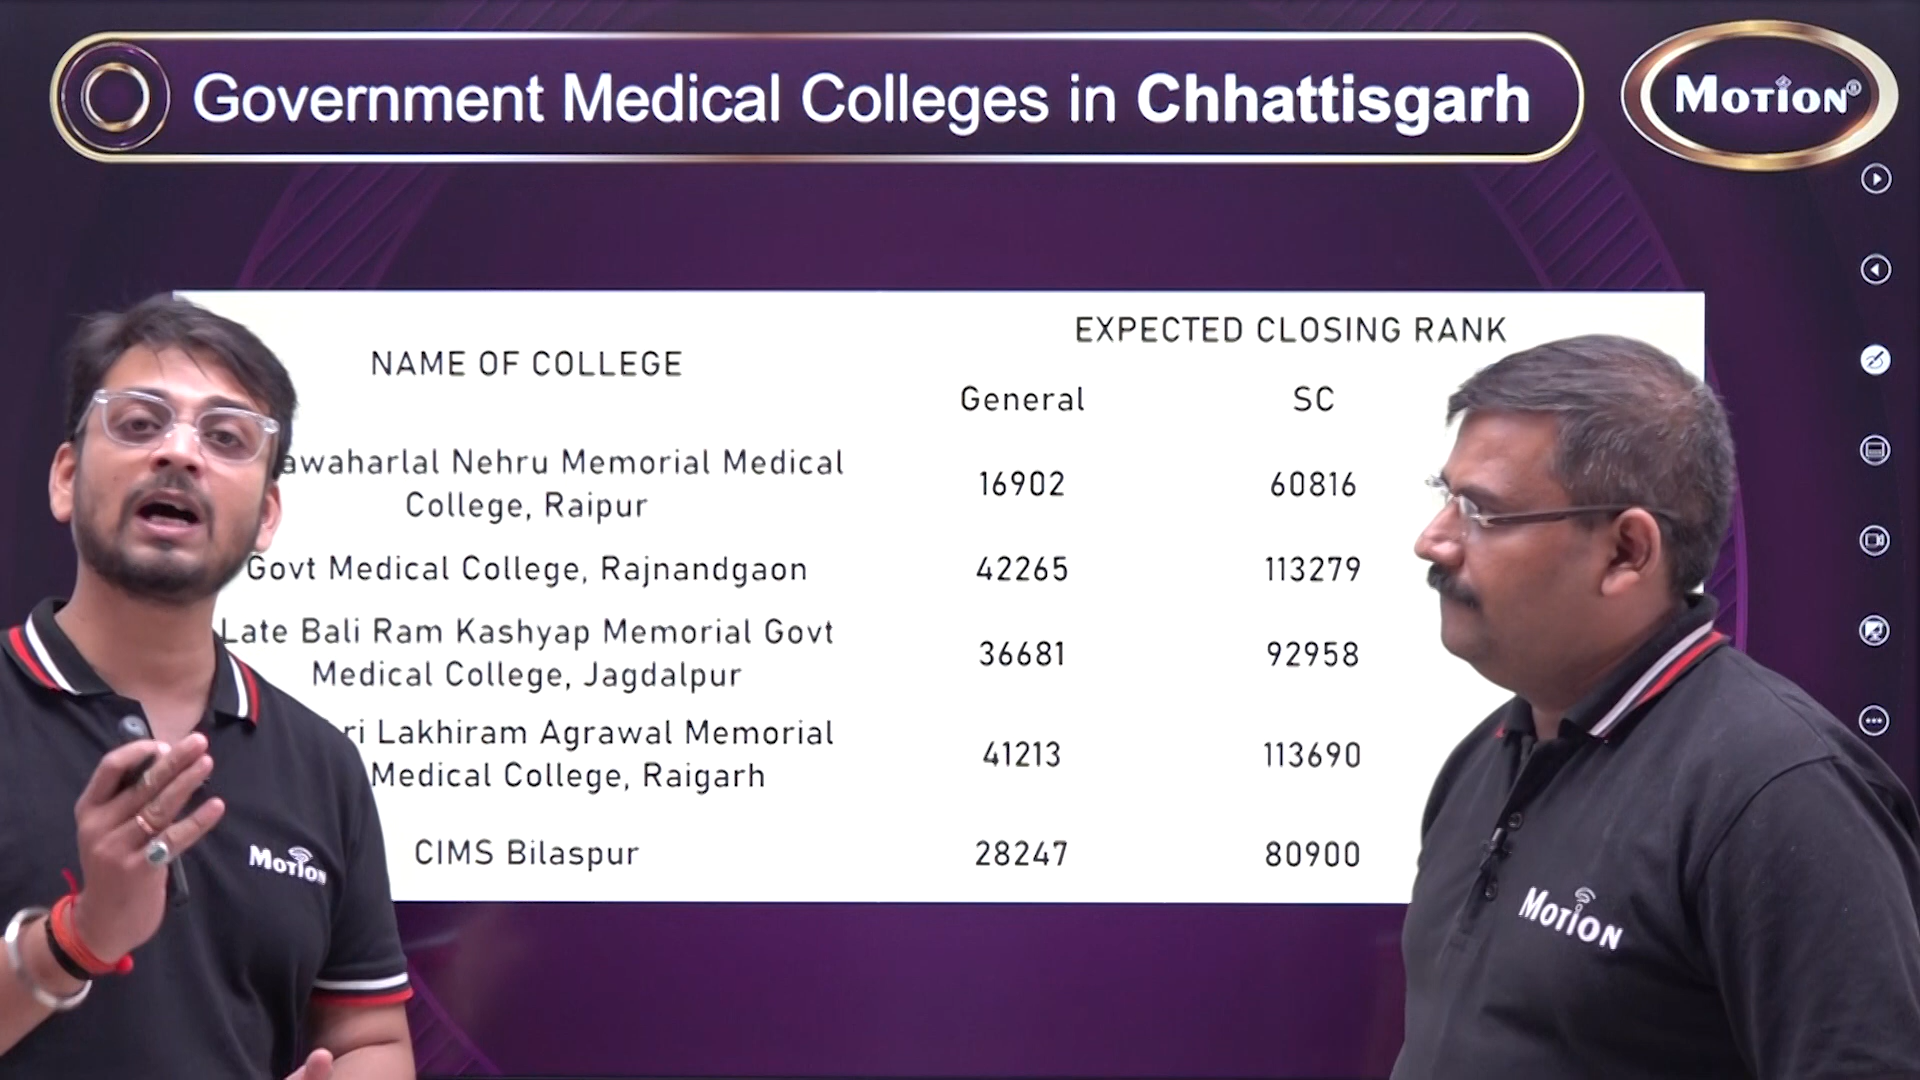 Government Medical Colleges in Chhattisgarh
MOTION®
EXPECTED CLOSING RANK
NAME OF COLLEGE
General SC
Nehru Memorial Medical
College, Raipur
16902 60816
Govt Medical College, Rajnandgaon 42265 113279
Late Bali Ram Kashyap Memorial Govt
Medical College, Jagdalpur
36681 92958
Lakhiram Agrawal Memorial
Medical College, Raigarh
41213 113690
CIMS Bilaspur 28247 80900
MOTION
MOTION